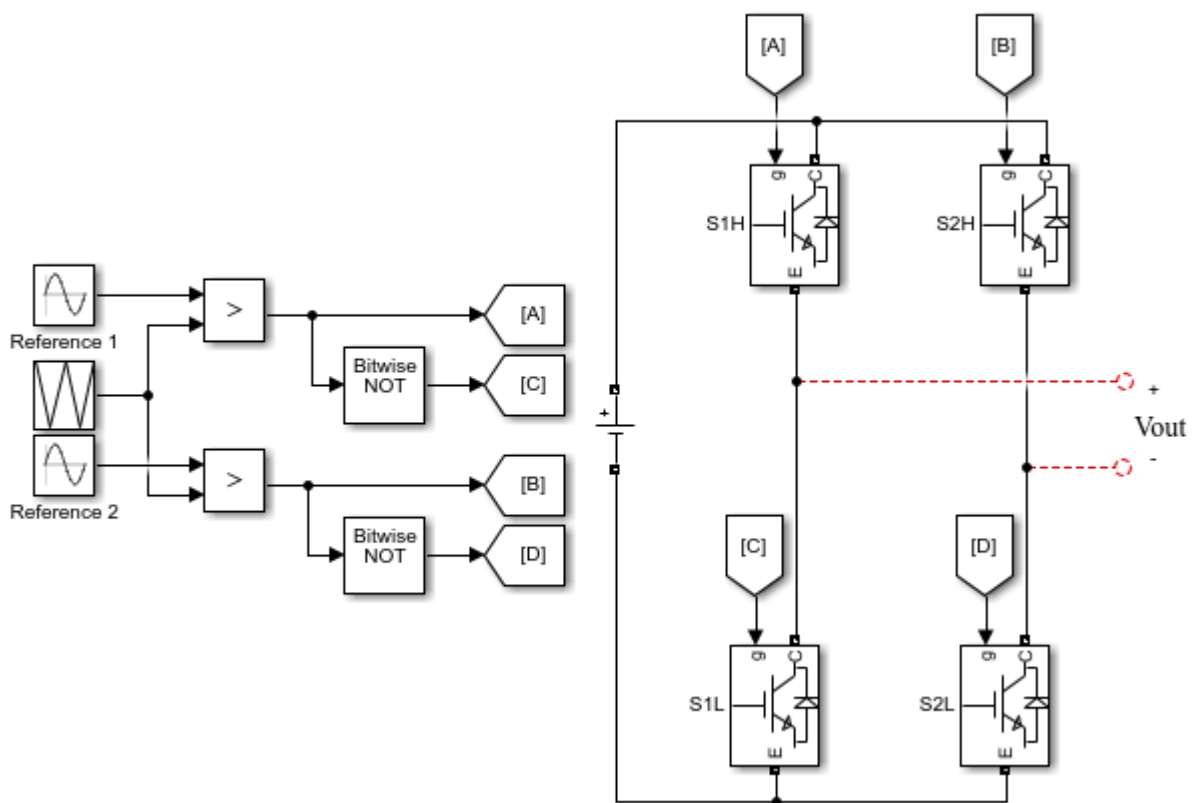 [A]
[B]
g
C
g
C
S1H
S2H
E
E
>
[A]
Reference 1
Bitwise
NOT
[C]
+
+
Vout
-
>
[B]
Reference 2
[C]
[D]
Bitwise
NOT
[D]
g
C
g
C
S1L
S2L
E
E